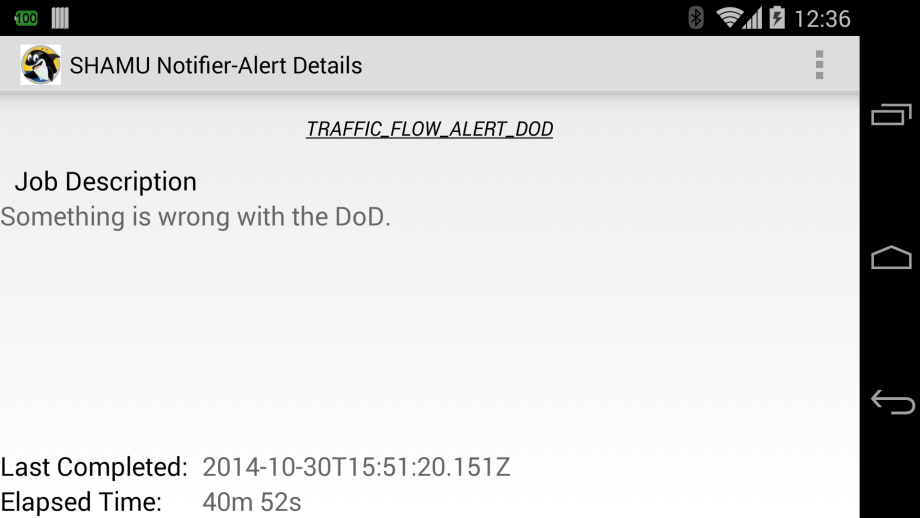 100 12:36
SHAMU Notifier-Alert Details
TRAFFIC_FLOW_ALERT_DOD
Job Description
Something is wrong with the DoD.
Last Completed: 2014-10-30T15:51:20.151Z
Elapsed Time: 40m 52s